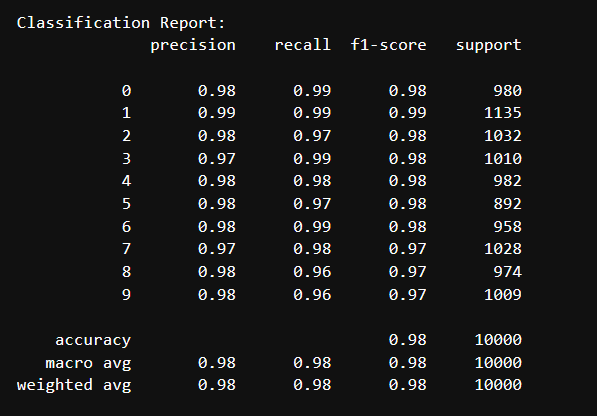 Classification Report:
precision recall f1-score support
0 0.98 0.99 0.98 980
1 0.99 0.99 0.99 1135
2 0.98 0.97 0.98 1032
3 0.97 0.99 0.98 1010
4 0.98 0.98 0.98 982
5 0.98 0.97 0.98 892
6 0.98 0.99 0.98 958
7 0.97 0.98 0.97 1028
8 0.98 0.96 0.97 974
9 0.98 0.96 0.97 1009
accuracy 0.98 10000
macro avg 0.98 0.98 0.98 10000
weighted avg 0.98 0.98 0.98 10000